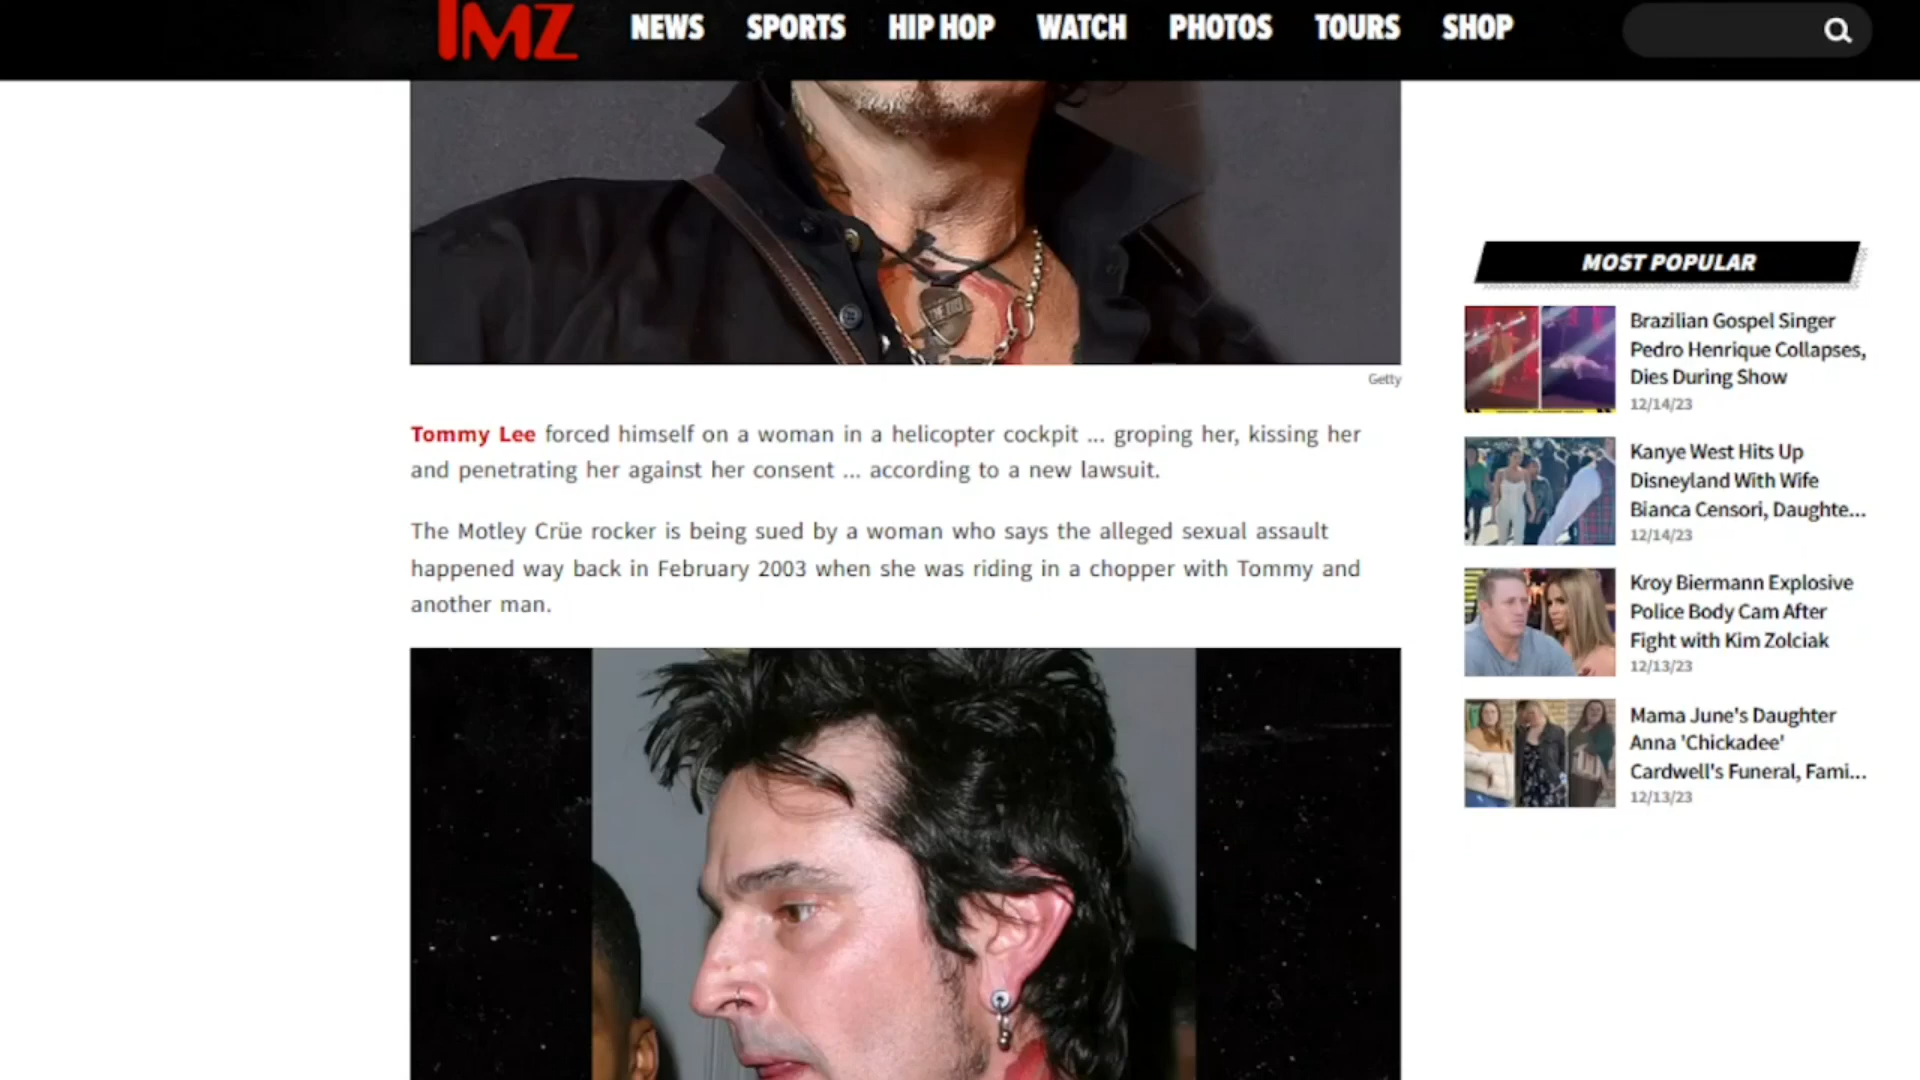 TMZ
NEWS SPORTS HIP HOP WATCH PHOTOS TOURS SHOP
Getty
Tommy Lee forced himself on a woman in a helicopter cockpit ... groping her, kissing her
and penetrating her against her consent ... according to a new lawsuit.
The Motley Crüe rocker is being sued by a woman who says the alleged sexual assault
happened way back in February 2003 when she was riding in a chopper with Tommy and
another man.
MOST POPULAR
Brazilian Gospel Singer
Pedro Henrique Collapses,
Dies During Show
12/14/23
Kanye West Hits Up
Disneyland With Wife
Bianca Censori, Daughte...
12/14/23
Kroy Biermann Explosive
Police Body Cam After
Fight with Kim Zolciak
12/13/23
Mama June's Daughter
Anna 'Chickadee'
Cardwell's Funeral, Fami...
12/13/23